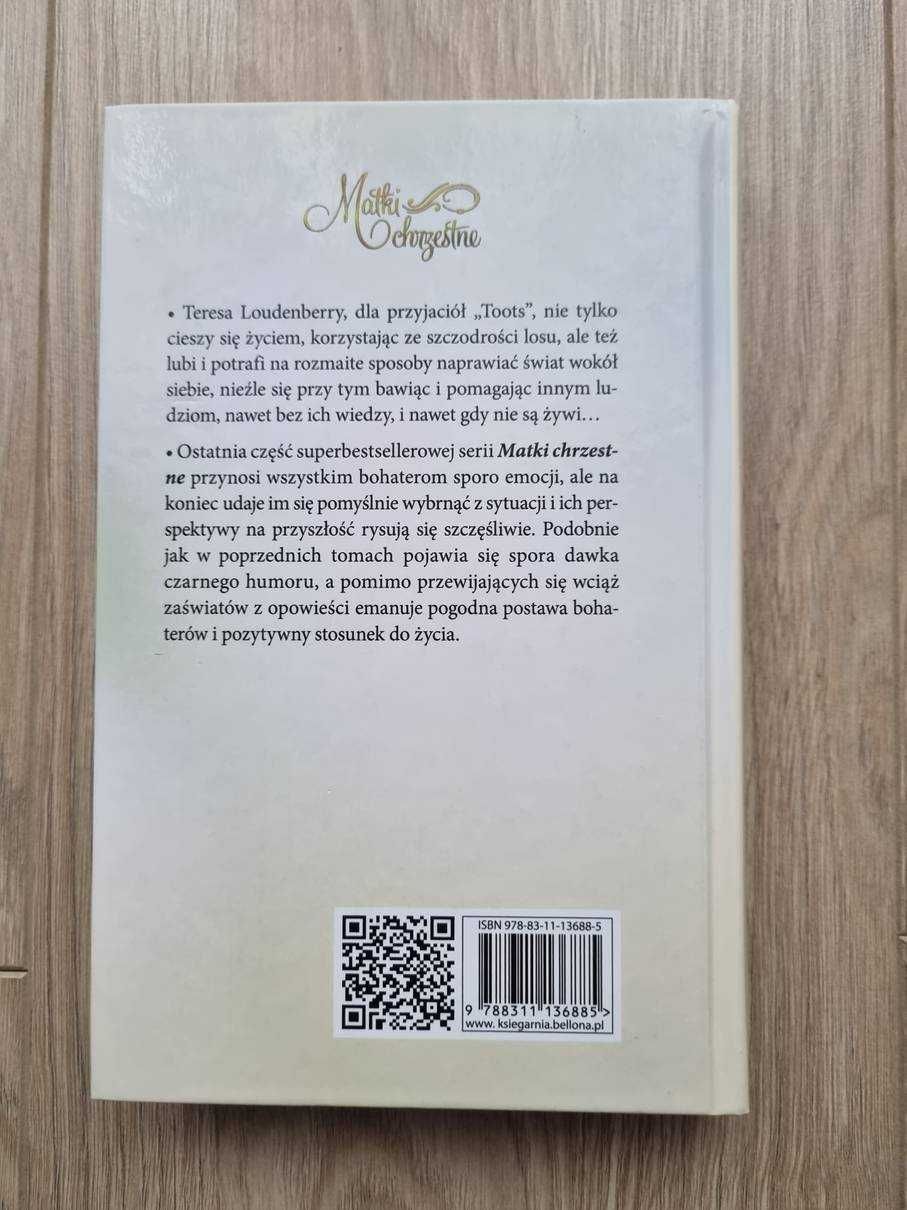 Matki
chrzestne
• Teresa Loudenberry, dla przyjaciół „Toots”, nie tylko
cieszy się życiem, korzystając ze szczodrości losu, ale też
lubi i potrafi na rozmaite sposoby naprawiać świat wokół
siebie, nieźle się przy tym bawiąc i pomagając innym lu-
dziom, nawet bez ich wiedzy, i nawet gdy nie są żywi…
• Ostatnia część superbestsellerowej serii Matki chrzest-
ne przynosi wszystkim bohaterom sporo emocji, ale na
koniec udaje im się pomyślnie wybrnąć z sytuacji i ich per-
spektywy na przyszłość rysują się szczęśliwie. Podobnie
jak w poprzednich tomach pojawia się spora dawka
czarnego humoru, a pomimo przewijających się wciąż
zaświatów z opowieści emanuje pogodna postawa boha-
terów i pozytywny stosunek do życia.
ISBN 978-83-11-13688-5
9 788311 136885 >
www.ksiegarnia.bellona.pl